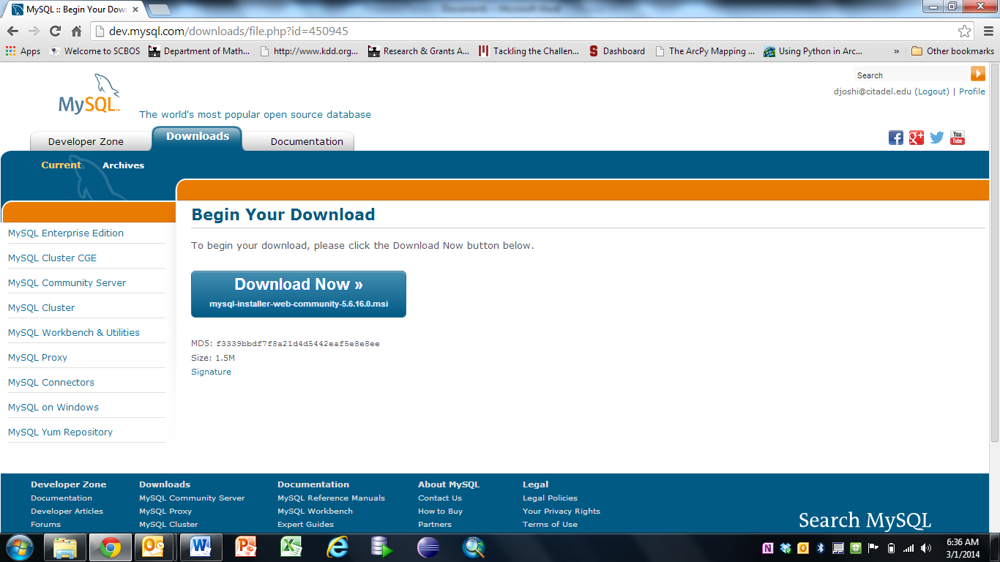 MySQL :: Begin Your Dow
dev.mysql.com/downloads/file.php?id=450945
Apps Welcome to SCBOS Department of Math... http://www.kdd.org... Research & Grants A... Tackling the Challen... Dashboard The ArcPy Mapping ... Using Python in Arc... » Other bookmarks
Search
djoshi@citadel.edu (Logout) | Profile
MySQL™
The world's most popular open source database
Developer Zone Downloads Documentation
You Tube
Current Archives
Begin Your Download
To begin your download, please click the Download Now button below.
Download Now »
mysql-installer-web-community-5.6.16.0.msi
MD5: f3339bbdf7f8a21d4d5442eaf5e8e8ee
Size: 1.5M
Signature
MySQL Enterprise Edition
MySQL Cluster CGE
MySQL Community Server
MySQL Cluster
MySQL Workbench & Utilities
MySQL Proxy
MySQL Connectors
MySQL on Windows
MySQL Yum Repository
Developer Zone Downloads Documentation About MySQL Legal
Documentation MySQL Community Server MySQL Reference Manuals Contact Us Legal Policies
Developer Articles MySQL Proxy MySQL Workbench How to Buy Your Privacy Rights
Forums MySQL Cluster Expert Guides Partners Terms of Use
Search MySQL
6:36 AM
3/1/2014